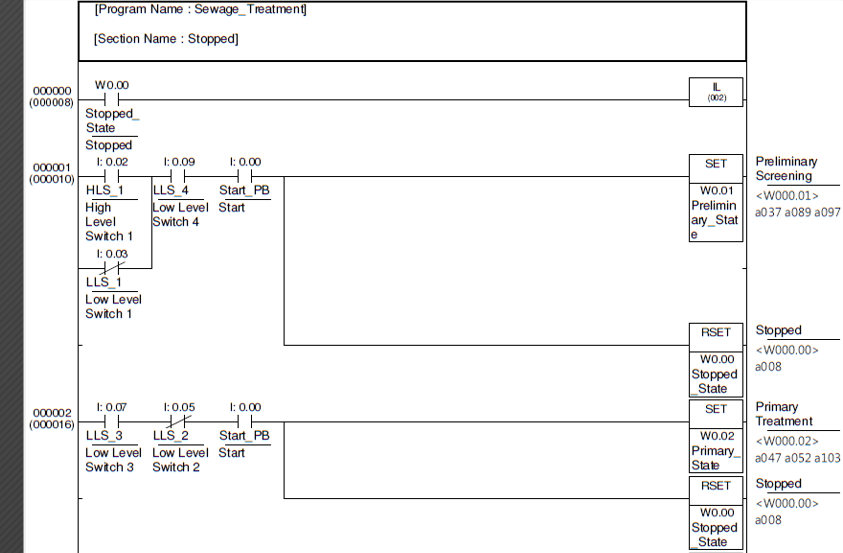 [Program Name : Sewage_Treatment]
[Section Name : Stopped]
000000
(000008)
W0.00
Stopped_
State
Stopped
IL
(002)
000001
(000010)
I: 0.02
HLS_1
High
Level
Switch 1
I: 0.09
LLS_4
Low Level
Switch 4
I: 0.00
Start_PB
Start
SET
W0.01
Prelimin
ary_Stat
e
Preliminary
Screening
<W000.01>
a037 a089 a097
I: 0.03
LLS_1
Low Level
Switch 1
RSET
W0.00
Stopped
_State
Stopped
<W000.00>
a008
000002
(000016)
I: 0.07
LLS_3
Low Level
Switch 3
I: 0.05
LLS_2
Low Level
Switch 2
I: 0.00
Start_PB
Start
SET
W0.02
Primary_
State
Primary
Treatment
<W000.02>
a047 a052 a103
RSET
W0.00
Stopped
_State
Stopped
<W000.00>
a008